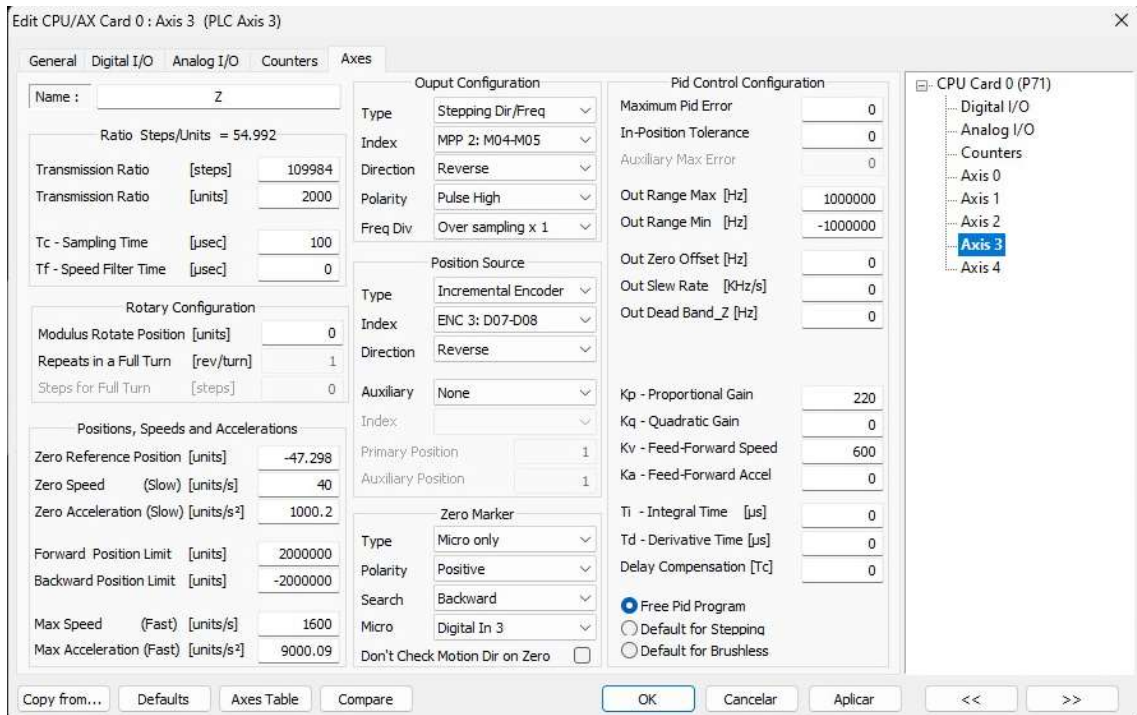 Edit CPU/AX Card 0 : Axis 3 (PLC Axis 3)
General Digital I/O Analog I/O Counters Axes
Name : Z
Ratio Steps/Units = 54.992
Transmission Ratio [steps] 109984
Transmission Ratio [units] 2000
Tc - Sampling Time [µsec] 100
Tf - Speed Filter Time [µsec] 0
Rotary Configuration
Modulus Rotate Position [units] 0
Repeats in a Full Turn [rev/turn] 1
Steps for Full Turn [steps] 0
Positions, Speeds and Accelerations
Zero Reference Position [units] -47.298
Zero Speed (Slow) [units/s] 40
Zero Acceleration (Slow) [units/s²] 1000.2
Forward Position Limit [units] 2000000
Backward Position Limit [units] -2000000
Max Speed (Fast) [units/s] 1600
Max Acceleration (Fast) [units/s²] 9000.09
Ouput Configuration
Type Stepping Dir/Freq
Index MPP 2: M04-M05
Direction Reverse
Polarity Pulse High
Freq Div Over sampling x 1
Position Source
Type Incremental Encoder
Index ENC 3: D07-D08
Direction Reverse
Auxiliary None
Index
Primary Position 1
Auxiliary Position 1
Zero Marker
Type Micro only
Polarity Positive
Search Backward
Micro Digital In 3
Don't Check Motion Dir on Zero
Pid Control Configuration
Maximum Pid Error 0
In-Position Tolerance 0
Auxiliary Max Error 0
Out Range Max [Hz] 1000000
Out Range Min [Hz] -1000000
Out Zero Offset [Hz] 0
Out Slew Rate [KHz/s] 0
Out Dead Band_Z [Hz] 0
Kp - Proportional Gain 220
Kq - Quadratic Gain 0
Kv - Feed-Forward Speed 600
Ka - Feed-Forward Accel 0
Ti - Integral Time [µs] 0
Td - Derivative Time [µs] 0
Delay Compensation [Tc] 0
Free Pid Program
Default for Stepping
Default for Brushless
CPU Card 0 (P71)
Digital I/O
Analog I/O
Counters
Axis 0
Axis 1
Axis 2
Axis 3
Axis 4
Copy from... Defaults Axes Table Compare OK Cancelar Aplicar << >>